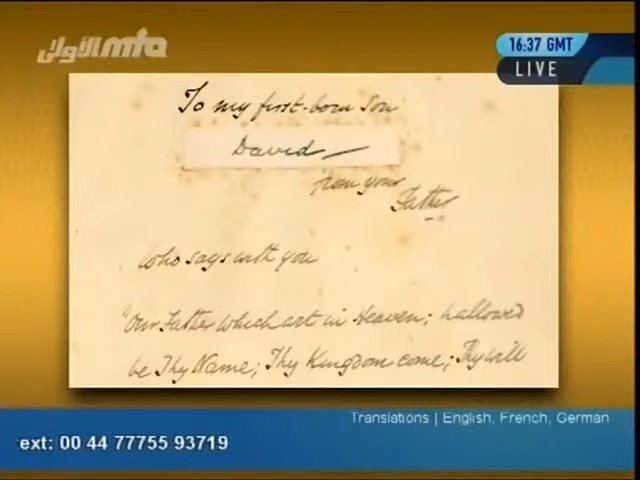 الأولى mta
16:37 GMT
LIVE
To my first-born Son
David
from your
Father
Who says with you
"Our Father which art in Heaven; hallowed
be Thy Name; Thy Kingdom come; Thy will
Translations | English, French, German
ext: 00 44 77755 93719